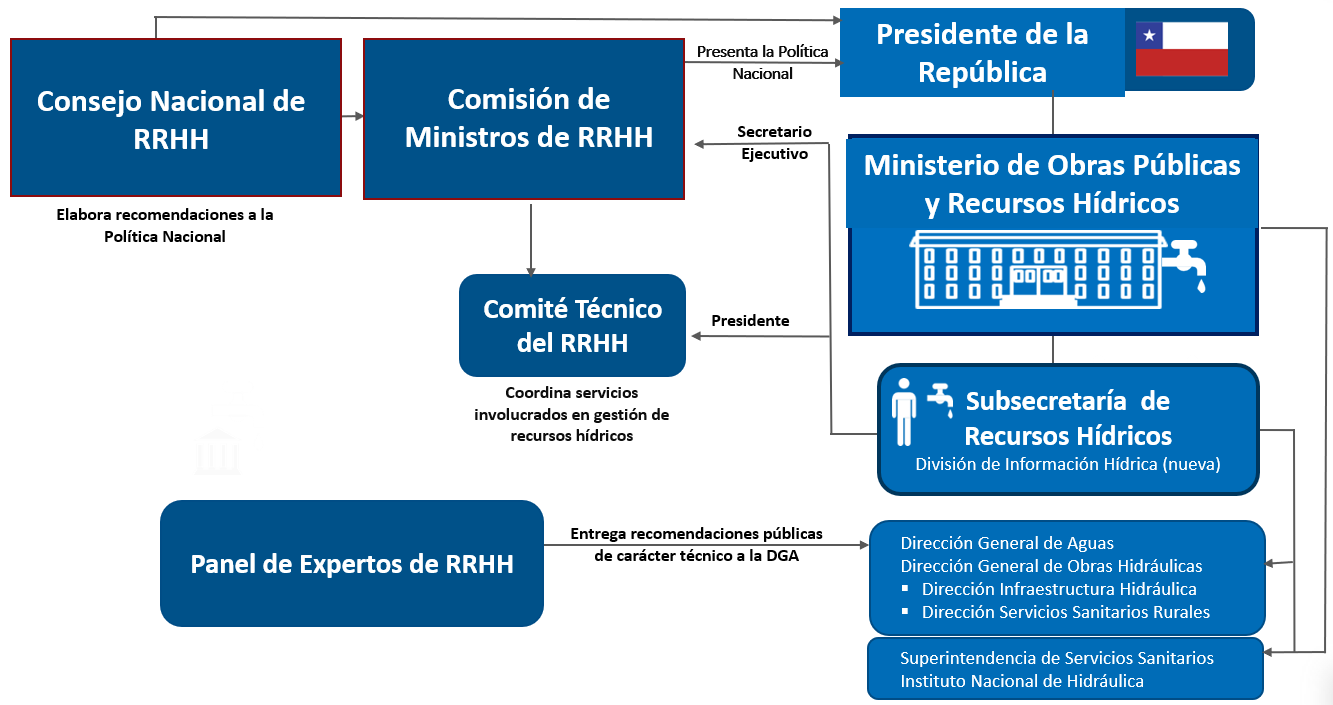 Consejo Nacional de
RRHH
Elabora recomendaciones a la
Política Nacional
Comisión de
Ministros de RRHH
Presenta la Política
Nacional
Presidente de la
República
Secretario
Ejecutivo
Ministerio de Obras Públicas
y Recursos Hídricos
Comité Técnico
del RRHH
Presidente
Coordina servicios
involucrados en gestión de
recursos hídricos
Subsecretaría de
Recursos Hídricos
División de Información Hídrica (nueva)
Panel de Expertos de RRHH
Entrega recomendaciones públicas
de carácter técnico a la DGA
Dirección General de Aguas
Dirección General de Obras Hidráulicas
▪ Dirección Infraestructura Hidráulica
▪ Dirección Servicios Sanitarios Rurales
Superintendencia de Servicios Sanitarios
Instituto Nacional de Hidráulica